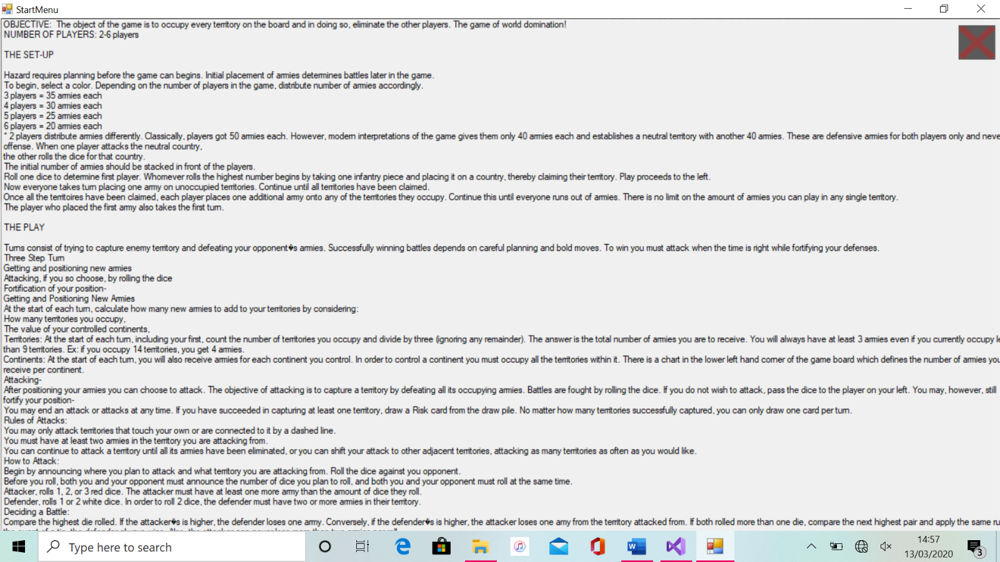 StartMenu
OBJECTIVE:  The object of the game is to occupy every territory on the board and in doing so, eliminate the other players. The game of world domination!
NUMBER OF PLAYERS: 2-6 players
THE SET-UP
Hazard requires planning before the game can begins. Initial placement of armies determines battles later in the game.
To begin, select a color. Depending on the number of players in the game, distribute number of armies accordingly.
3 players = 35 armies each
4 players = 30 armies each
5 players = 25 armies each
6 players = 20 armies each
* 2 players distribute armies differently. Classically, players got 50 armies each. However, modern interpretations of the game gives them only 40 armies each and establishes a neutral territory with another 40 armies. These are defensive armies for both players only and neve
offense. When one player attacks the neutral country,
the other rolls the dice for that country.
The initial number of armies should be stacked in front of the players.
Roll one dice to determine first player. Whomever rolls the highest number begins by taking one infantry piece and placing it on a country, thereby claiming their territory. Play proceeds to the left.
Now everyone takes turn placing one army on unoccupied territories. Continue until all territories have been claimed.
Once all the territoires have been claimed, each player places one additional army onto any of the territories they occupy. Continue this until everyone runs out of armies. There is no limit on the amount of armies you can play in any single territory.
The player who placed the first army also takes the first turn.
THE PLAY
Turns consist of trying to capture enemy territory and defeating your opponent�s armies. Successfully winning battles depends on careful planning and bold moves. To win you must attack when the time is right while fortifying your defenses.
Three Step Turn
Getting and positioning new armies
Attacking, if you so choose, by rolling the dice
Fortification of your position-
Getting and Positioning New Armies
At the start of each turn, calculate how many new armies to add to your territories by considering:
How many territories you occupy,
The value of your controlled continents,
Territories: At the start of each turn, including your first, count the number of territories you occupy and divide by three (ignoring any remainder). The answer is the total number of armies you are to receive. You will always have at least 3 armies even if you currently occupy le
than 9 territories. Ex: if you occupy 14 territories, you get 4 armies.
Continents: At the start of each turn, you will also receive armies for each continent you control. In order to control a continent you must occupy all the territories within it. There is a chart in the lower left hand corner of the game board which defines the number of armies you
receive per continent.
Attacking-
After positioning your armies you can choose to attack. The objective of attacking is to capture a territory by defeating all its occupying armies. Battles are fought by rolling the dice. If you do not wish to attack, pass the dice to the player on your left. You may, however, still
fortify your position-
You may end an attack or attacks at any time. If you have succeeded in capturing at least one territory, draw a Risk card from the draw pile. No matter how many territories successfully captured, you can only draw one card per turn.
Rules of Attacks:
You may only attack territories that touch your own or are connected to it by a dashed line.
You must have at least two armies in the territory you are attacking from.
You can continue to attack a territory until all its armies have been eliminated, or you can shift your attack to other adjacent territories, attacking as many territories as often as you would like.
How to Attack:
Begin by announcing where you plan to attack and what territory you are attacking from. Roll the dice against you opponent.
Before you roll, both you and your opponent must announce the number of dice you plan to roll, and both you and your opponent must roll at the same time.
Attacker, rolls 1, 2, or 3 red dice. The attacker must have at least one more army than the amount of dice they roll.
Defender, rolls 1 or 2 white dice. In order to roll 2 dice, the defender must have two or more armies in their territory.
Deciding a Battle:
Compare the highest die rolled. If the attacker�s is higher, the defender loses one army. Conversely, if the defender�s is higher, the attacker loses one amy from the territory attacked from. If both rolled more than one die, compare the next highest pair and apply the same ru
Type here to search
14:57
13/03/2020
3